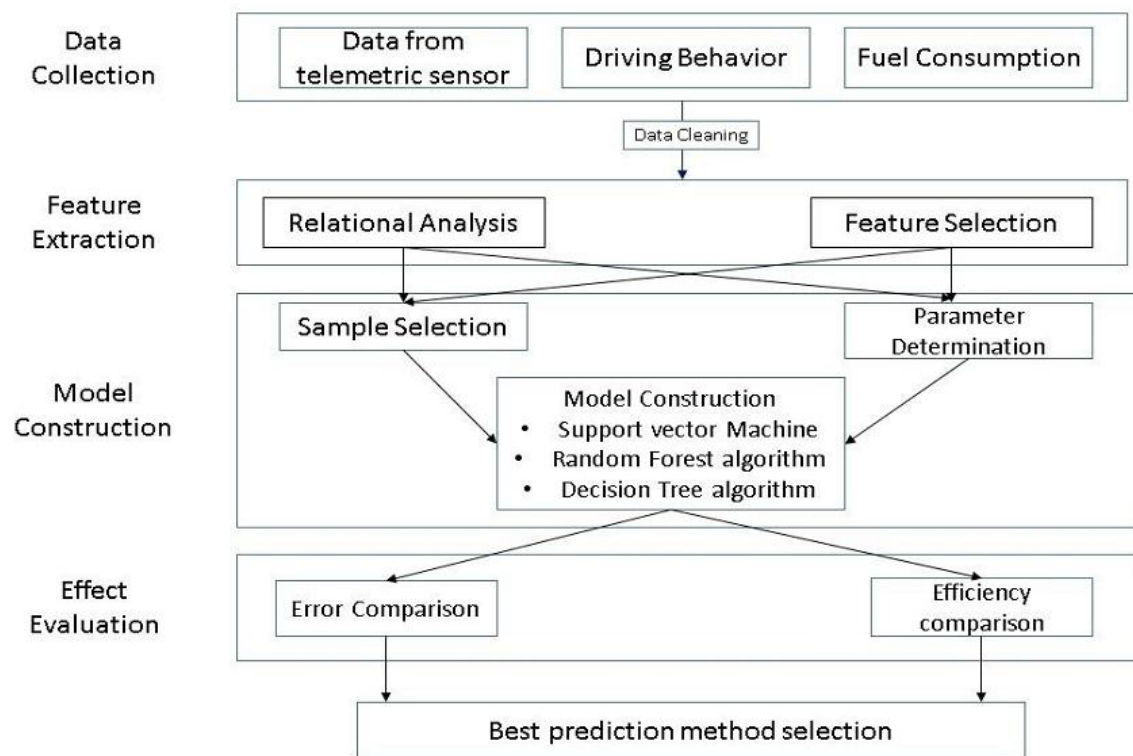 Data
Collection
Data from
telemetric sensor
Driving Behavior
Fuel Consumption
Data Cleaning
Feature
Extraction
Relational Analysis
Feature Selection
Model
Construction
Sample Selection
Parameter
Determination
Model Construction
• Support vector Machine
• Random Forest algorithm
• Decision Tree algorithm
Effect
Evaluation
Error Comparison
Efficiency
comparison
Best prediction method selection